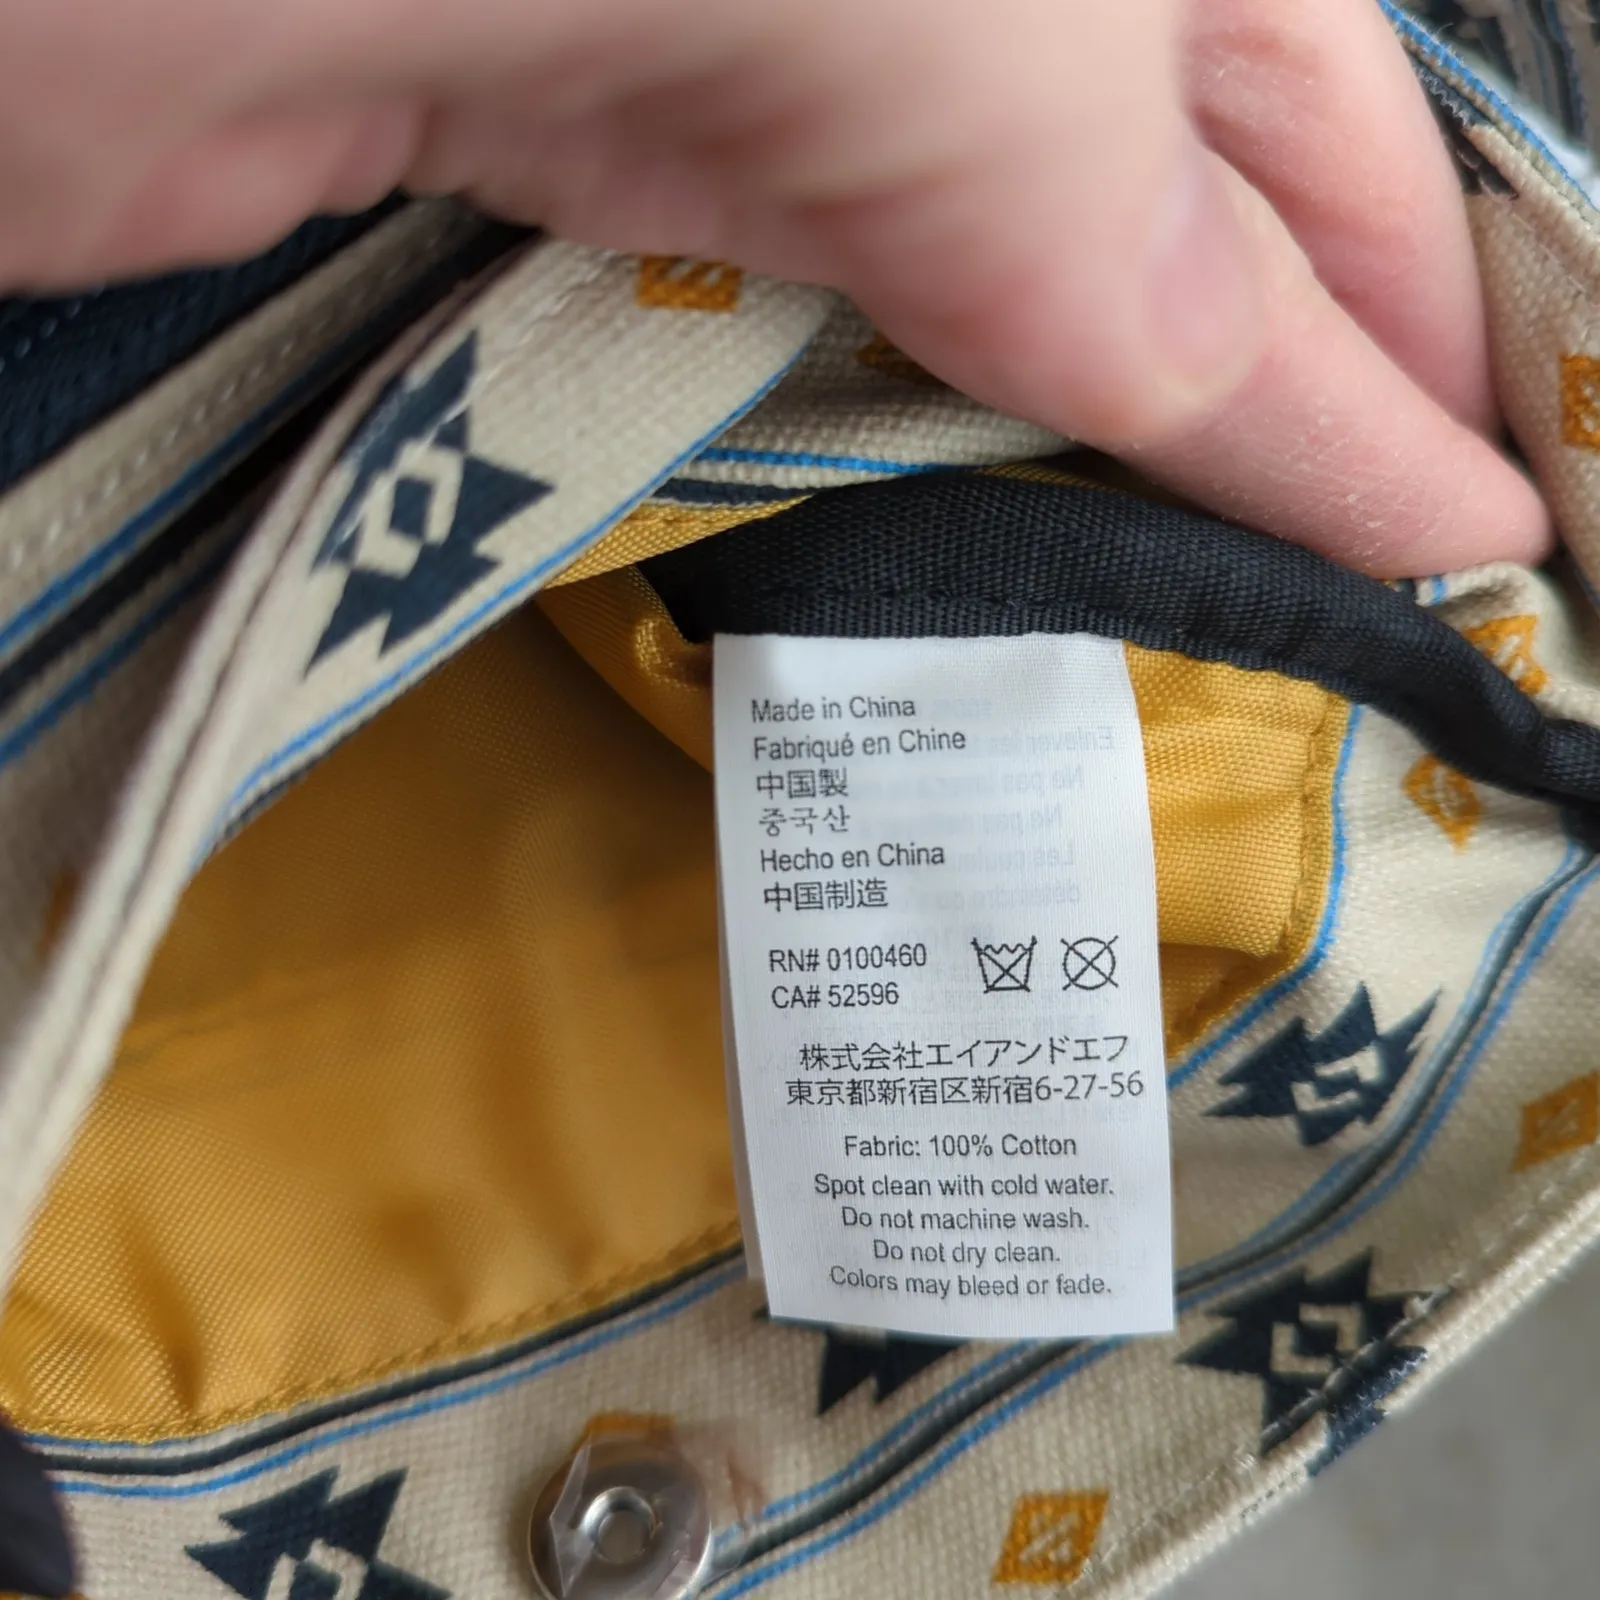 Made in China
Fabriqué en Chine
中国製
중국산
Hecho en China
中国制造
RN# 0100460
CA# 52596
株式会社エイアンドエフ
東京都新宿区新宿6-27-56
Fabric: 100% Cotton
Spot clean with cold water.
Do not machine wash.
Do not dry clean.
Colors may bleed or fade.